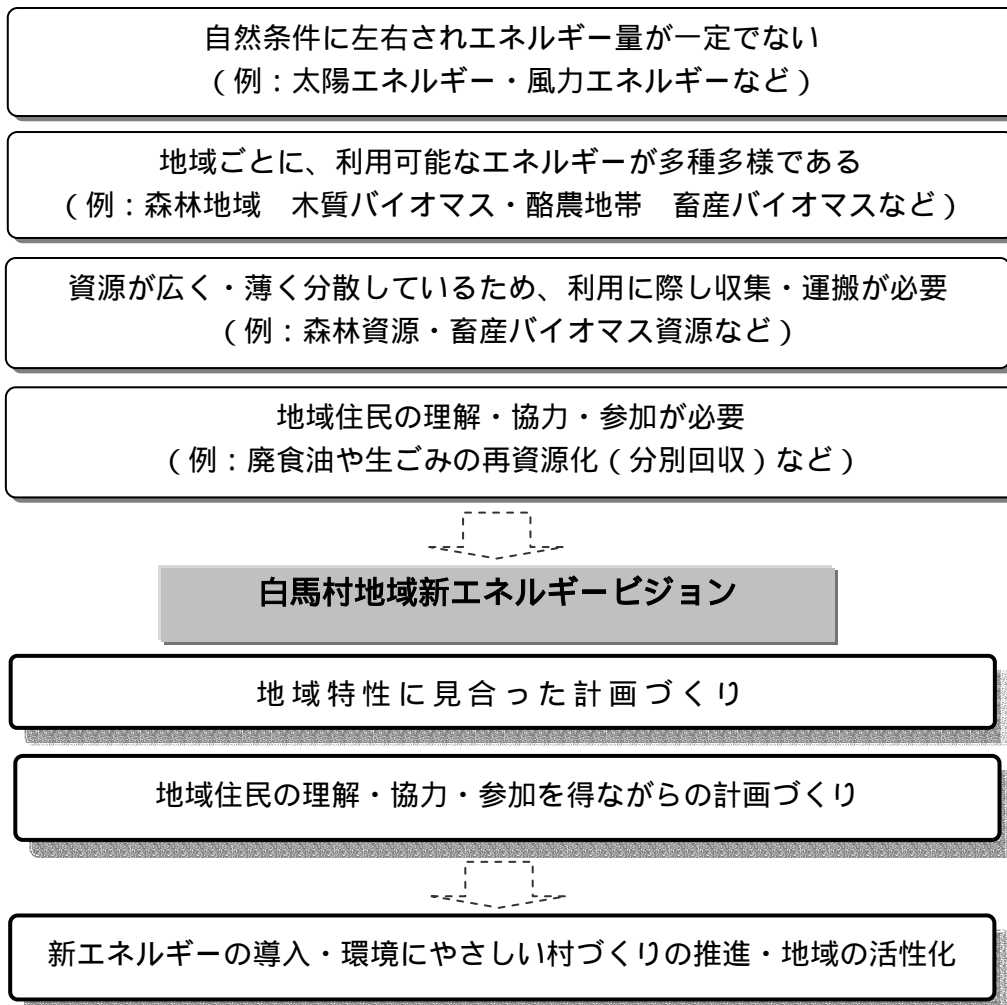 自然条件に左右されエネルギー量が一定でない
（例：太陽エネルギー・風力エネルギーなど）
地域ごとに、利用可能なエネルギーが多種多様である
（例：森林地域　木質バイオマス・酪農地帯　畜産バイオマスなど）
資源が広く・薄く分散しているため、利用に際し収集・運搬が必要
（例：森林資源・畜産バイオマス資源など）
地域住民の理解・協力・参加が必要
（例：廃食油や生ごみの再資源化（分別回収）など）
白馬村地域新エネルギービジョン
地域特性に見合った計画づくり
地域住民の理解・協力・参加を得ながらの計画づくり
新エネルギーの導入・環境にやさしい村づくりの推進・地域の活性化